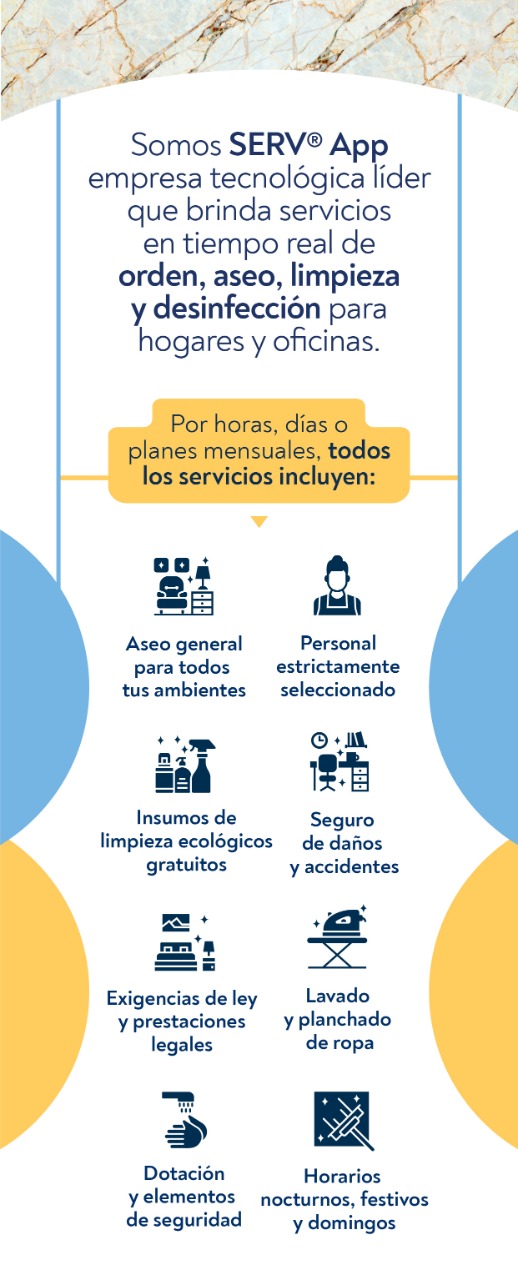 Somos SERV® App
empresa tecnológica líder
que brinda servicios
en tiempo real de
orden, aseo, limpieza
y desinfección para
hogares y oficinas.
Por horas, días o
planes mensuales, todos
los servicios incluyen:
Aseo general
para todos
tus ambientes
Personal
estrictamente
seleccionado
Insumos de
limpieza ecológicos
gratuitos
Seguro
de daños
y accidentes
Exigencias de ley
y prestaciones
legales
Lavado
y planchado
de ropa
Dotación
y elementos
de seguridad
Horarios
nocturnos, festivos
y domingos